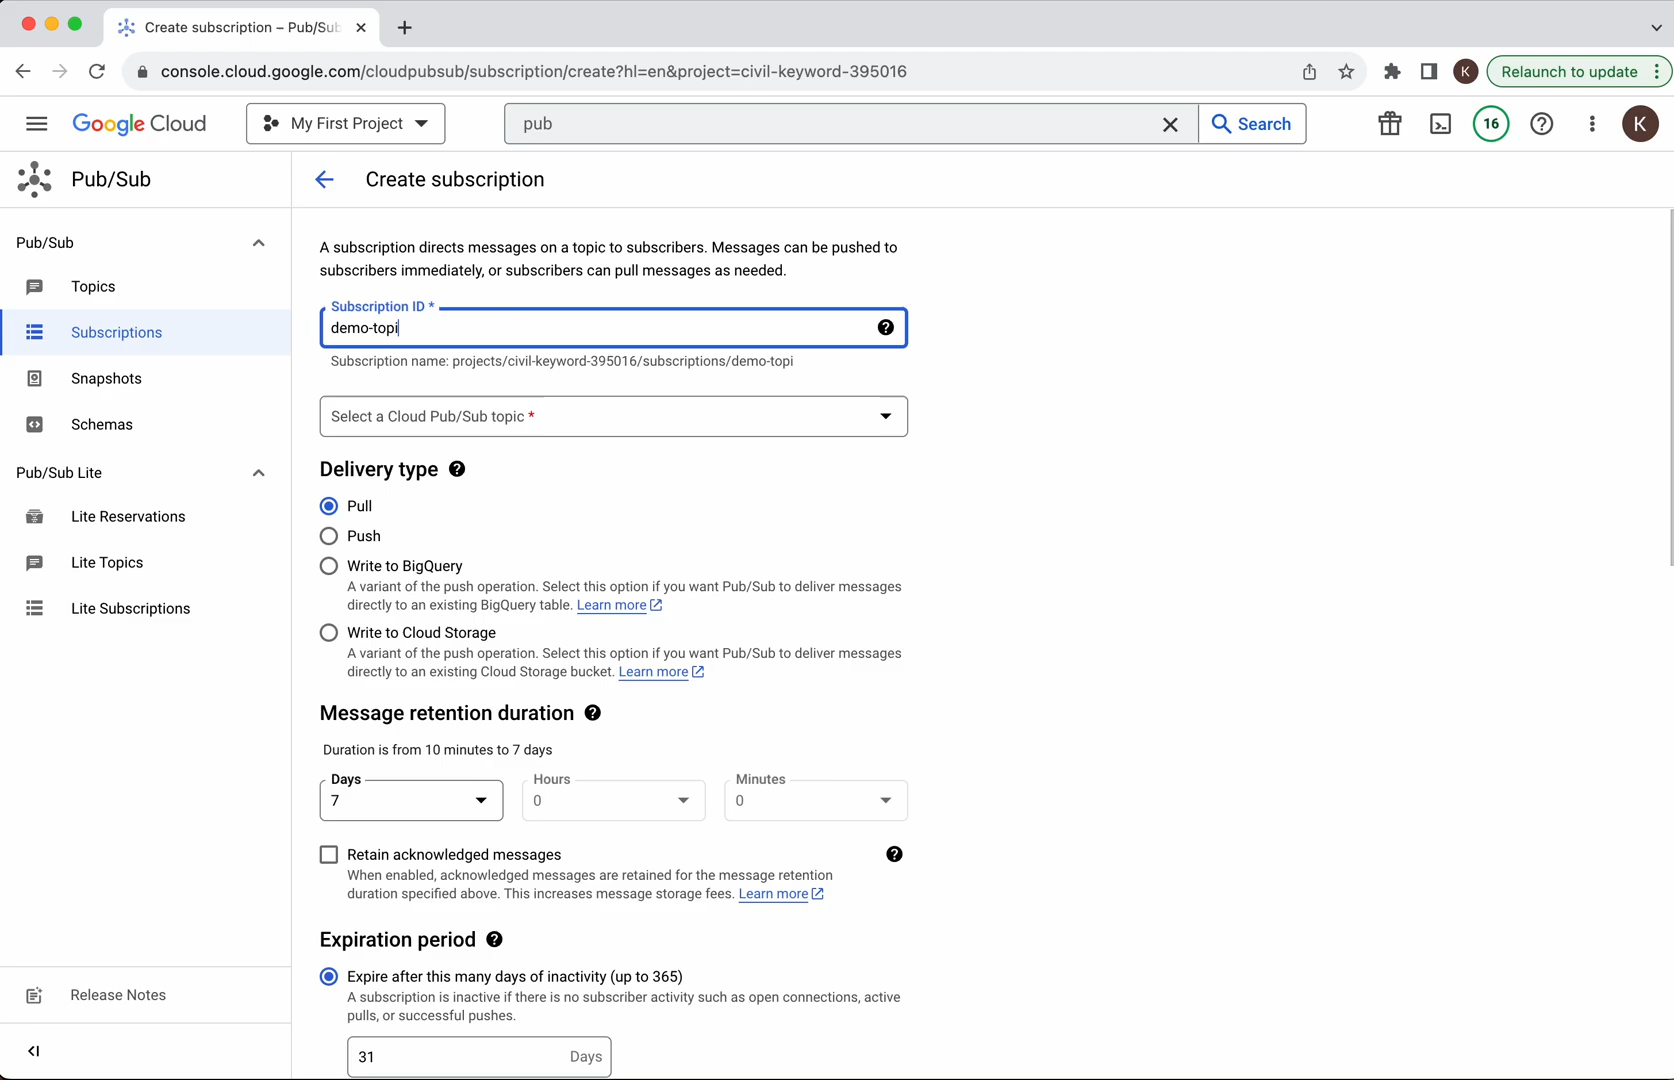 Create subscription – Pub/Sub
console.cloud.google.com/cloudpubsub/subscription/create?hl=en&project=civil-keyword-395016
K
Relaunch to update
Google Cloud
My First Project
pub
Search
16
K
Pub/Sub
Create subscription
Pub/Sub
Topics
Subscriptions
Snapshots
Schemas
Pub/Sub Lite
Lite Reservations
Lite Topics
Lite Subscriptions
Release Notes
A subscription directs messages on a topic to subscribers. Messages can be pushed to
subscribers immediately, or subscribers can pull messages as needed.
Subscription ID *
demo-topi
Subscription name: projects/civil-keyword-395016/subscriptions/demo-topi
Select a Cloud Pub/Sub topic *
Delivery type
Pull
Push
Write to BigQuery
A variant of the push operation. Select this option if you want Pub/Sub to deliver messages
directly to an existing BigQuery table. Learn more
Write to Cloud Storage
A variant of the push operation. Select this option if you want Pub/Sub to deliver messages
directly to an existing Cloud Storage bucket. Learn more
Message retention duration
Duration is from 10 minutes to 7 days
Days
7
Hours
0
Minutes
0
Retain acknowledged messages
When enabled, acknowledged messages are retained for the message retention
duration specified above. This increases message storage fees. Learn more
Expiration period
Expire after this many days of inactivity (up to 365)
A subscription is inactive if there is no subscriber activity such as open connections, active
pulls, or successful pushes.
31 Days